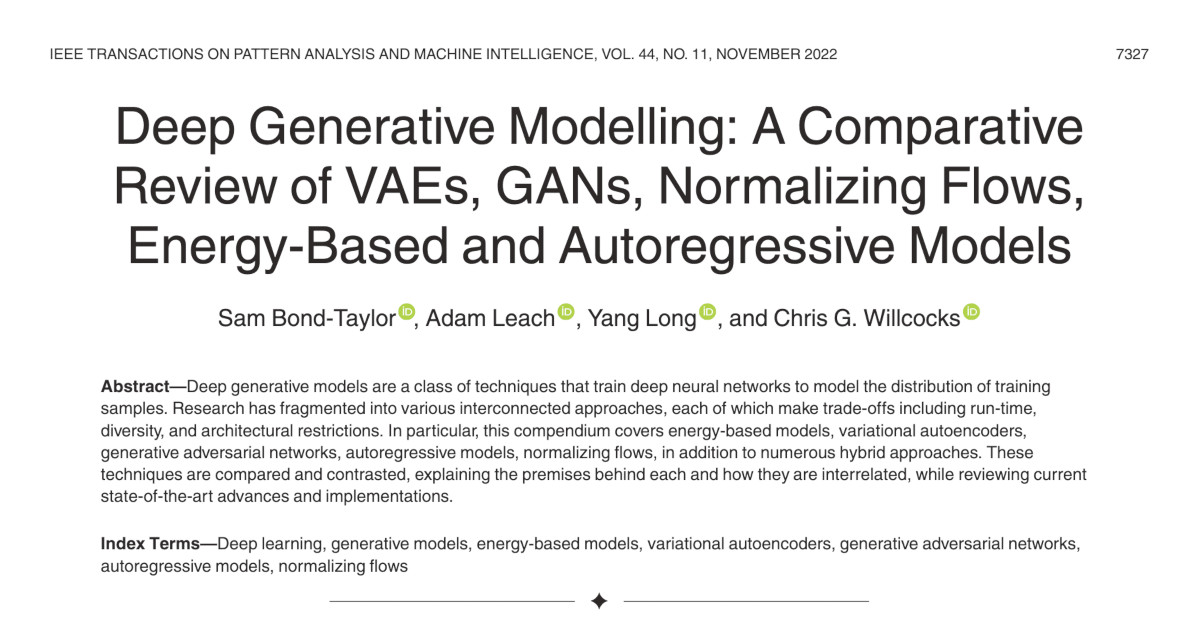 IEEE TRANSACTIONS ON PATTERN ANALYSIS AND MACHINE INTELLIGENCE, VOL. 44, NO. 11, NOVEMBER 2022 7327
Deep Generative Modelling: A Comparative
Review of VAEs, GANs, Normalizing Flows,
Energy-Based and Autoregressive Models
Sam Bond-Taylor iD, Adam Leach iD, Yang Long iD, and Chris G. Willcocks iD
Abstract—Deep generative models are a class of techniques that train deep neural networks to model the distribution of training
samples. Research has fragmented into various interconnected approaches, each of which make trade-offs including run-time,
diversity, and architectural restrictions. In particular, this compendium covers energy-based models, variational autoencoders,
generative adversarial networks, autoregressive models, normalizing flows, in addition to numerous hybrid approaches. These
techniques are compared and contrasted, explaining the premises behind each and how they are interrelated, while reviewing current
state-of-the-art advances and implementations.
Index Terms—Deep learning, generative models, energy-based models, variational autoencoders, generative adversarial networks,
autoregressive models, normalizing flows